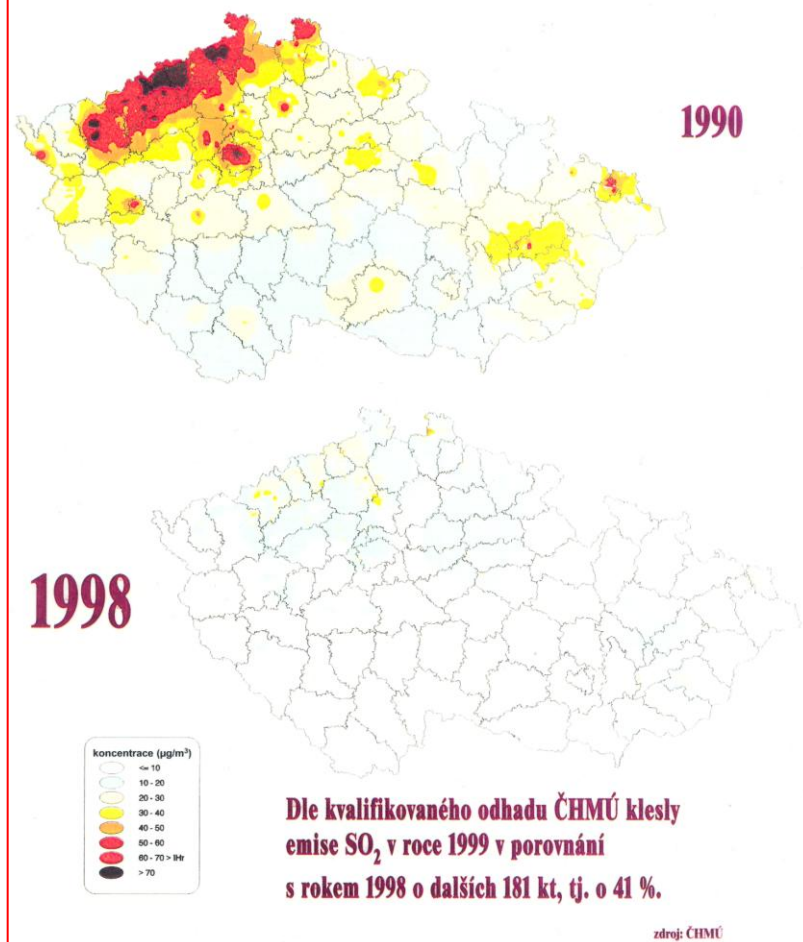 1990
1998
koncentrace (µg/m³)
<= 10
10 - 20
20 - 30
30 - 40
40 - 50
50 - 60
60 - 70 > IHr
> 70
Dle kvalifikovaného odhadu ČHMÚ klesly
emise SO₂ v roce 1999 v porovnání
s rokem 1998 o dalších 181 kt, tj. o 41 %.
zdroj: ČHMÚ